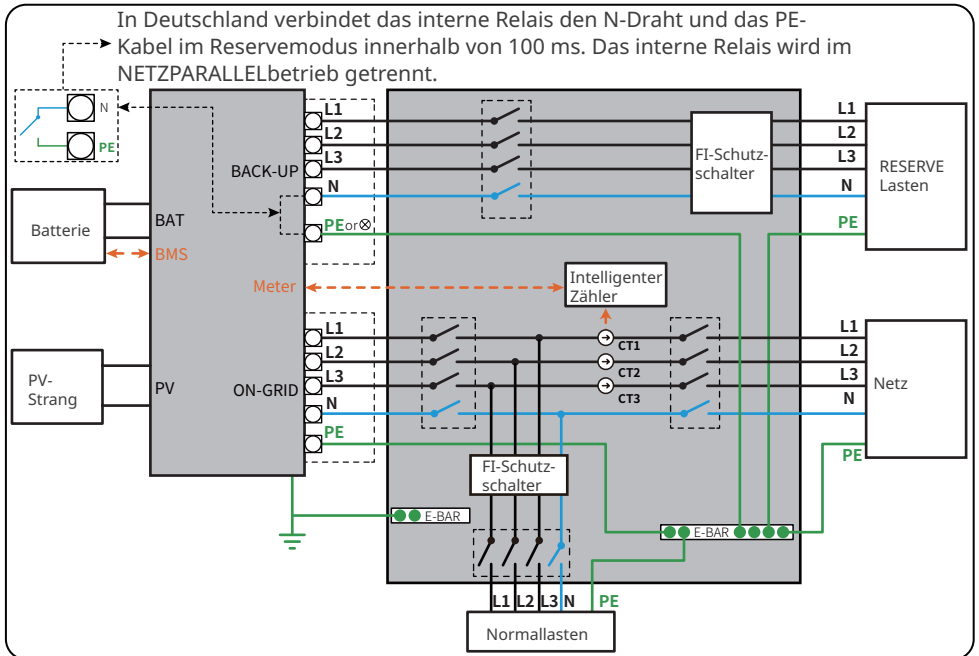 In Deutschland verbindet das interne Relais den N-Draht und das PE-
Kabel im Reservemodus innerhalb von 100 ms. Das interne Relais wird im
NETZPARALLELbetrieb getrennt.
N
PE
Batterie
BAT
BMS
PV-
Strang
PV
BACK-UP
Meter
ON-GRID
L1
L2
L3
N
PEor⊗
L1
L2
L3
N
PE
FI-Schutz-
schalter
L1
L2
L3
N
PE
RESERVE
Lasten
Intelligenter
Zähler
CT1
CT2
CT3
L1
L2
L3
N
PE
Netz
FI-Schutz-
schalter
E-BAR
E-BAR
L1 L2 L3 N PE
Normallasten